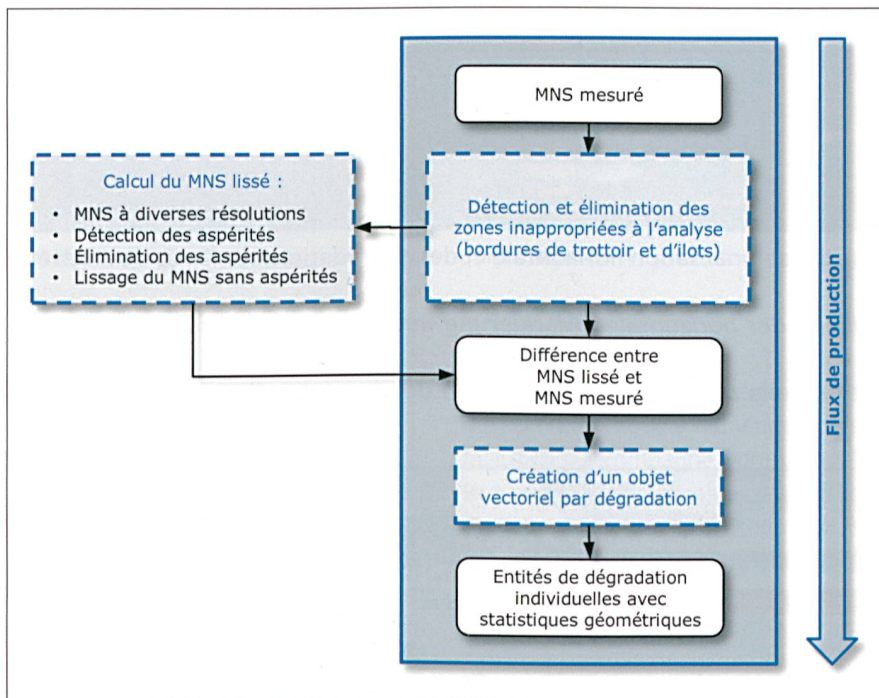 MNS mesuré
Détection et élimination des
zones inappropriées à l'analyse
(bordures de trottoir et d'ilots)
Calcul du MNS lissé :
• MNS à diverses résolutions
• Détection des aspérités
• Élimination des aspérités
• Lissage du MNS sans aspérités
Différence entre
MNS lissé et
MNS mesuré
Création d'un objet
vectoriel par dégradation
Entités de dégradation
individuelles avec
statistiques géométriques
Flux de production